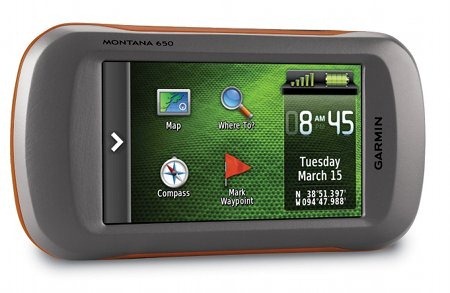 MONTANA 650
Map
Where To?
Compass
Mark
Waypoint
8 AM 45
Tuesday
March 15
N 38°51.397'
W094°47.988'
GARMIN